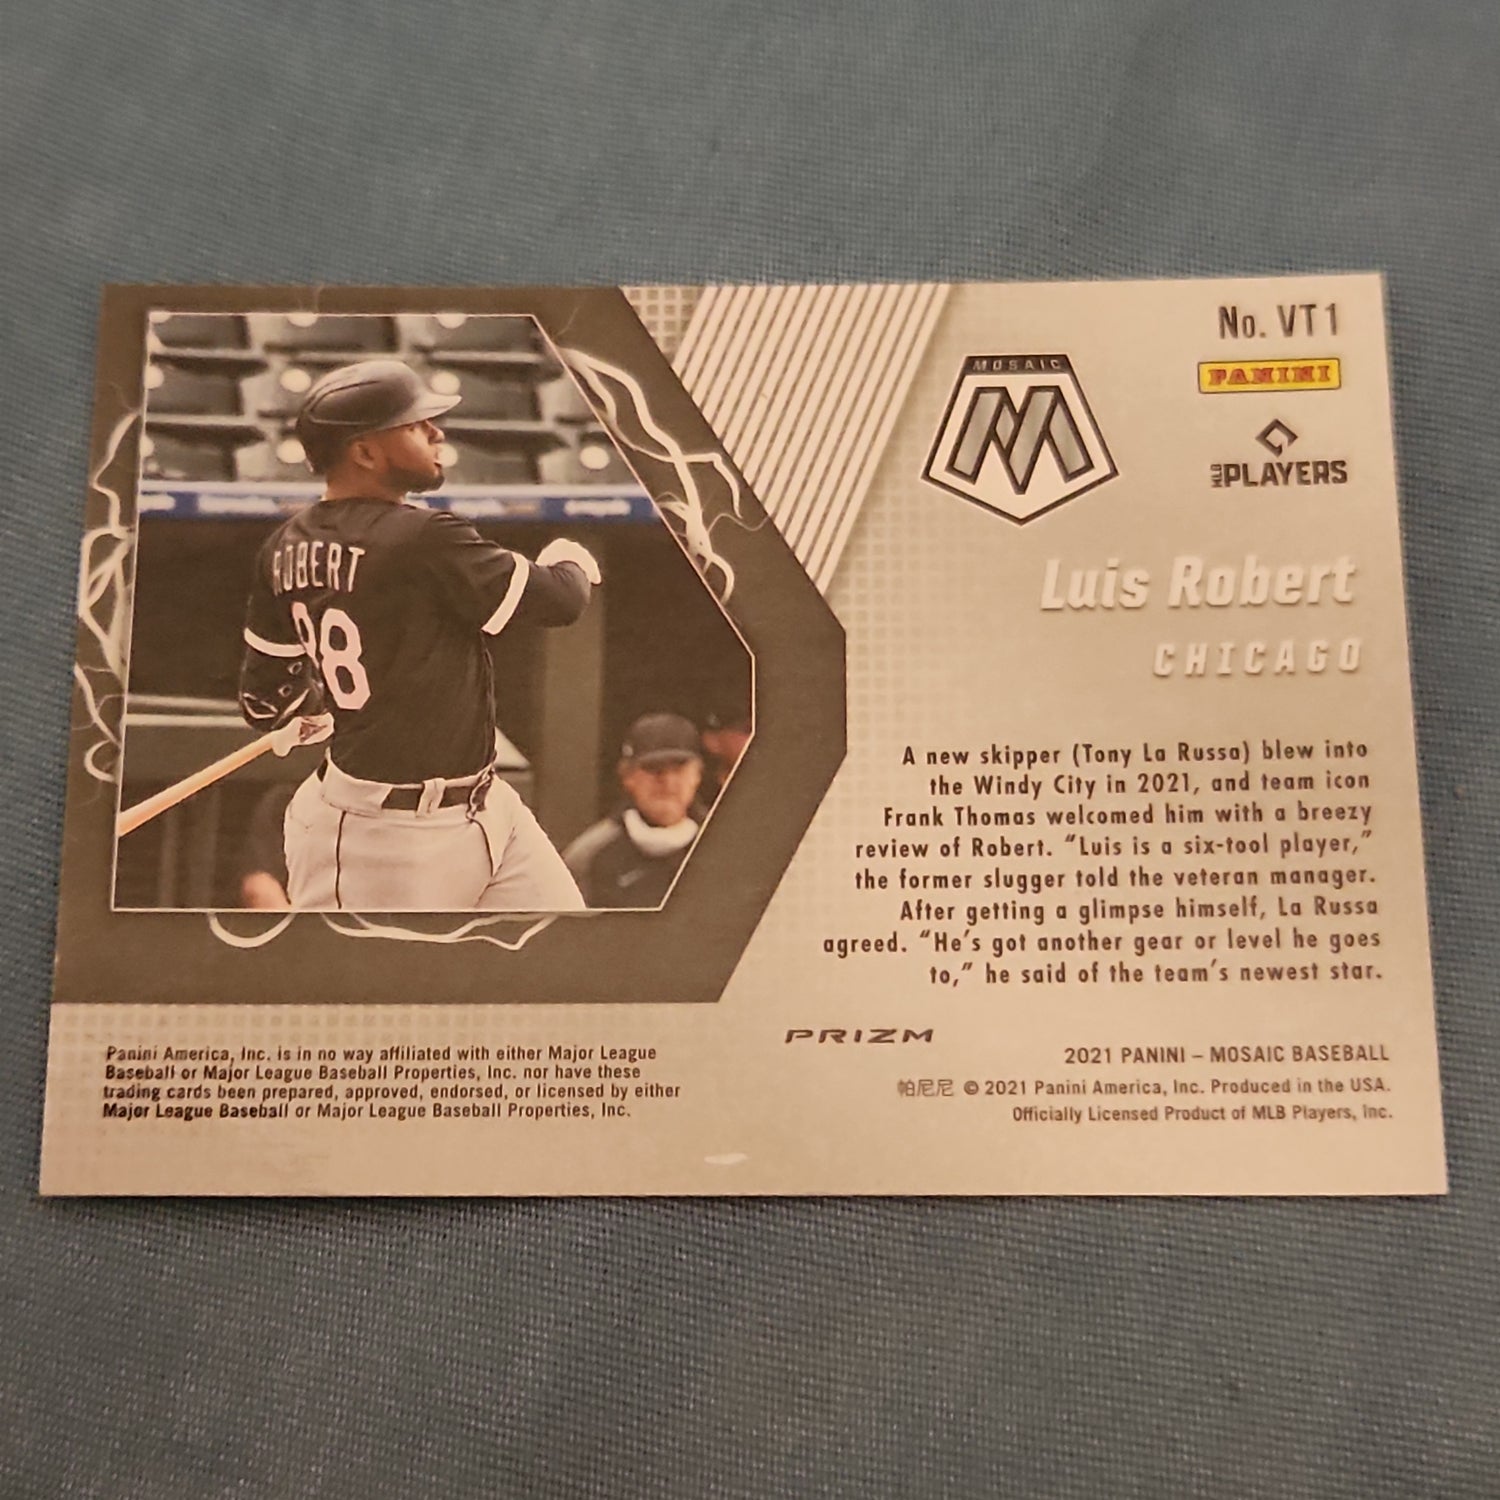 No. VT1
MOSAIC
M
PANINI
MLB PLAYERS
ROBERT
88
Luis Robert
CHICAGO
A new skipper (Tony La Russa) blew into
the Windy City in 2021, and team icon
Frank Thomas welcomed him with a breezy
review of Robert. “Luis is a six-tool player,”
the former slugger told the veteran manager.
After getting a glimpse himself, La Russa
agreed. “He’s got another gear or level he goes
to,” he said of the team’s newest star.
PRIZM
Panini America, Inc. is in no way affiliated with either Major League
Baseball or Major League Baseball Properties, Inc. nor have these
trading cards been prepared, approved, endorsed, or licensed by either
Major League Baseball or Major League Baseball Properties, Inc.
2021 PANINI – MOSAIC BASEBALL
帕尼尼 © 2021 Panini America, Inc. Produced in the USA.
Officially Licensed Product of MLB Players, Inc.